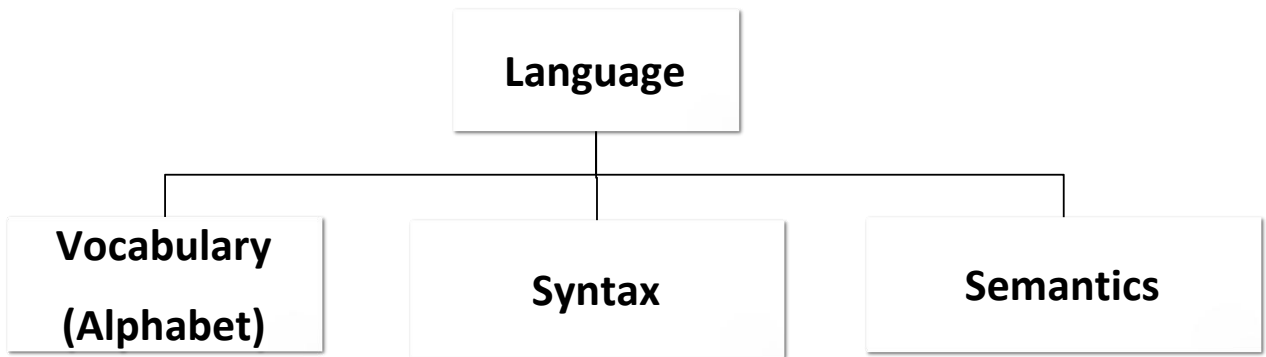 Language
Vocabulary
(Alphabet)
Syntax
Semantics